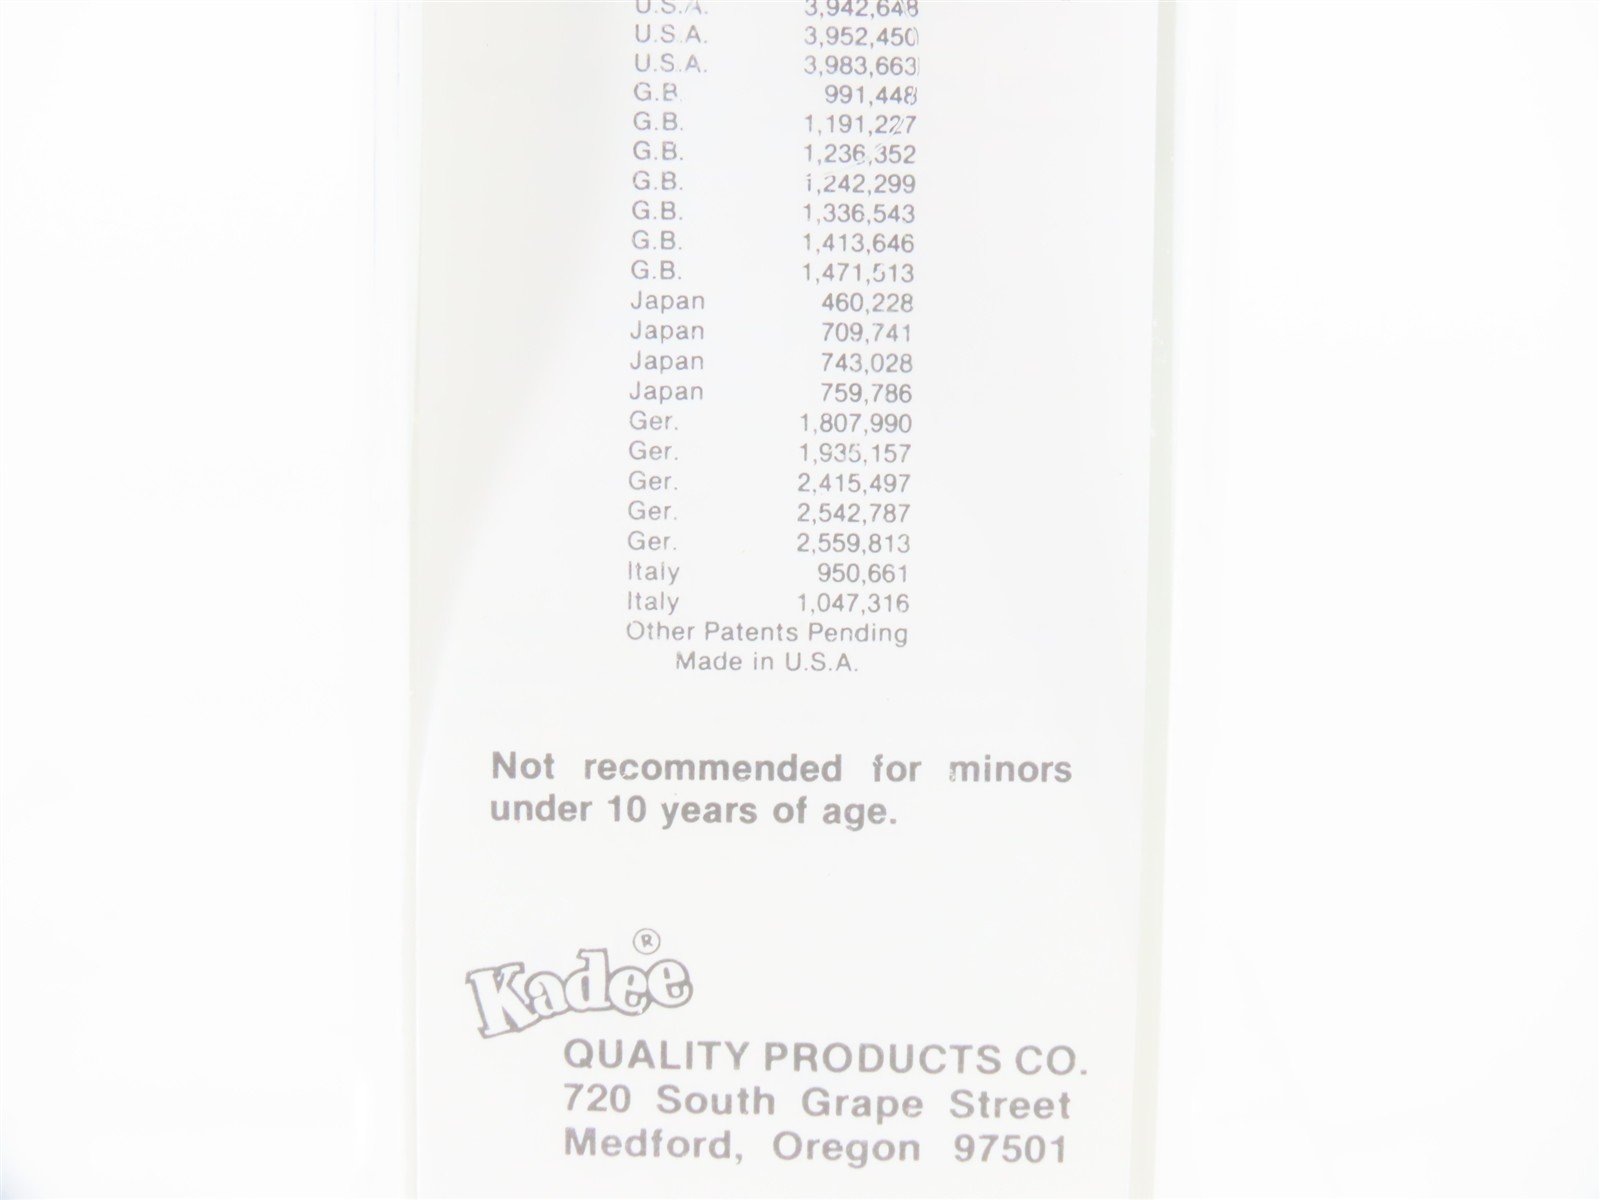 U.S.A. 3,942,648
U.S.A. 3,952,450
U.S.A. 3,983,663
G.B. 991,448
G.B. 1,191,227
G.B. 1,236,352
G.B. 1,242,299
G.B. 1,336,543
G.B. 1,413,646
G.B. 1,471,513
Japan 460,228
Japan 709,741
Japan 743,028
Japan 759,786
Ger. 1,807,990
Ger. 1,935,157
Ger. 2,415,497
Ger. 2,542,787
Ger. 2,559,813
Italy 950,661
Italy 1,047,316
Other Patents Pending
Made in U.S.A.
Not recommended for minors
under 10 years of age.
Kadee ®
QUALITY PRODUCTS CO.
720 South Grape Street
Medford, Oregon 97501